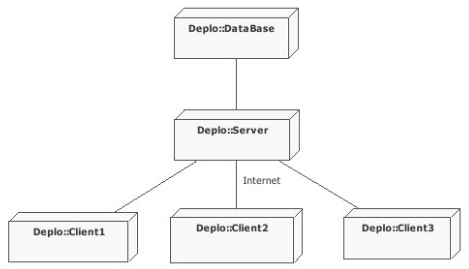 Deplo::DataBase
Deplo::Server
Internet
Deplo::Client1
Deplo::Client2
Deplo::Client3